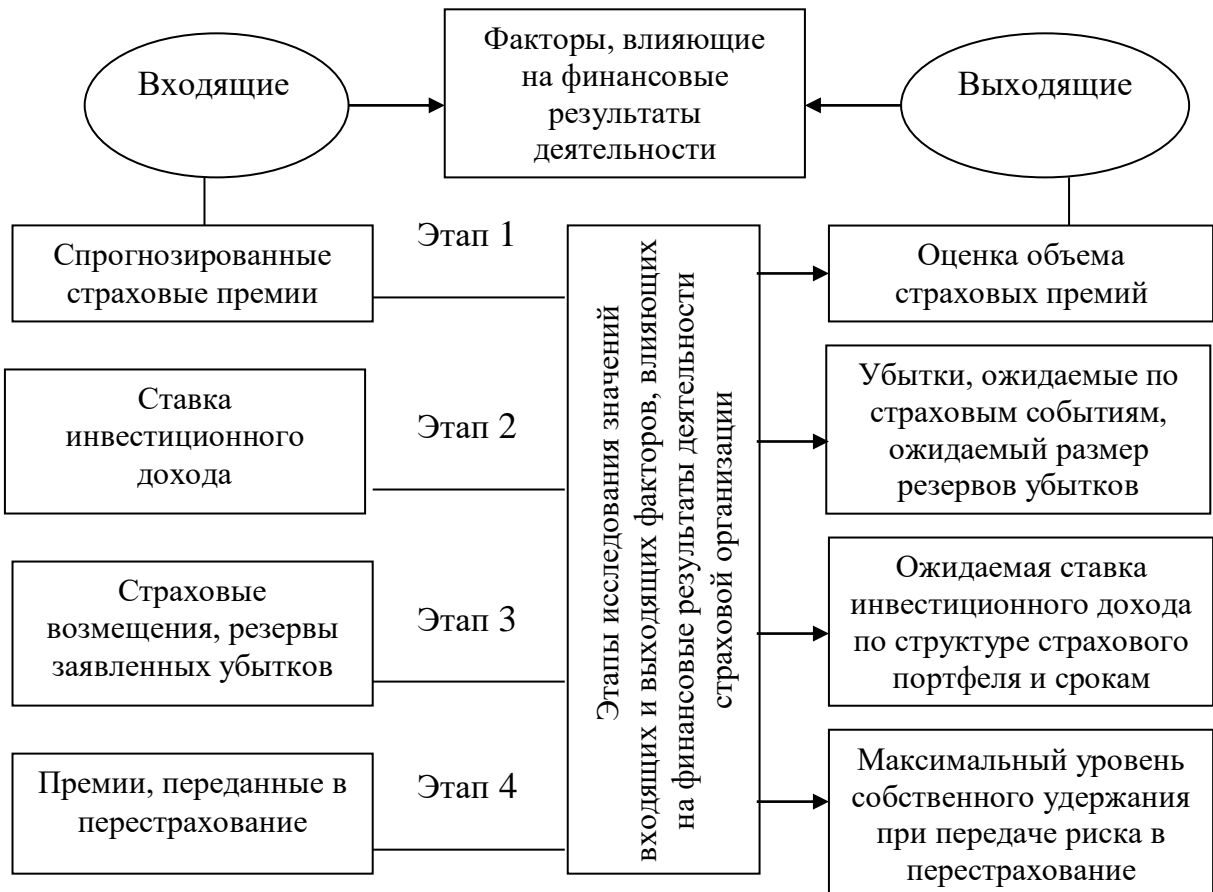 Входящие
Факторы, влияющие
на финансовые
результаты
деятельности
Выходящие
Спрогнозированные
страховые премии
Этап 1
Оценка объема
страховых премий
Ставка
инвестиционного
дохода
Этап 2
Убытки, ожидаемые по
страховым событиям,
ожидаемый размер
резервов убытков
Страховые
возмещения, резервы
заявленных убытков
Этап 3
Ожидаемая ставка
инвестиционного дохода
по структуре страхового
портфеля и срокам
Премии, переданные в
перестрахование
Этап 4
Максимальный уровень
собственного удержания
при передаче риска в
перестрахование
Этапы исследования значений
входящих и выходящих факторов, влияющих
на финансовые результаты деятельности
страховой организации